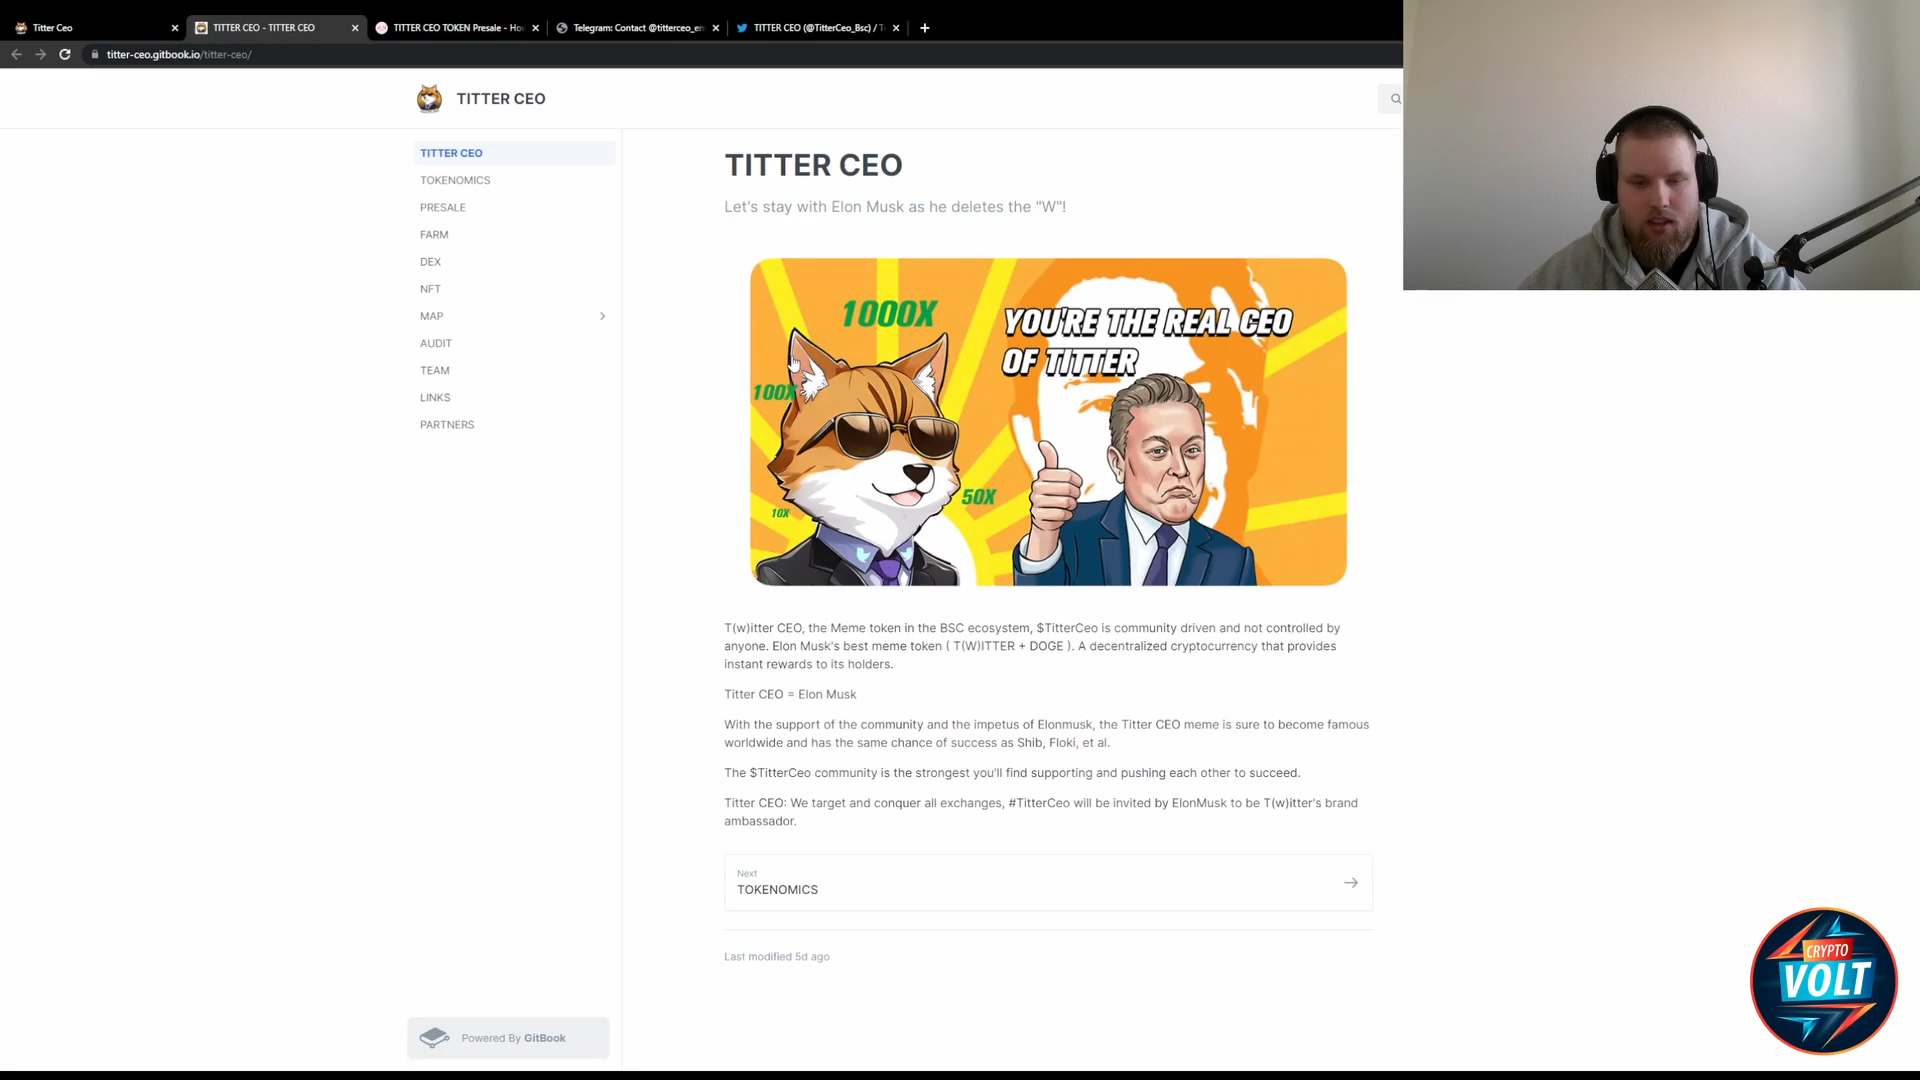 Titter Ceo
TITTER CEO - TITTER CEO
TITTER CEO TOKEN Presale - Ho
Telegram: Contact @titterceo_en
TITTER CEO (@TitterCeo_Bsc) / T
titter-ceo.gitbook.io/titter-ceo/
TITTER CEO
TITTER CEO
TOKENOMICS
PRESALE
FARM
DEX
NFT
MAP
AUDIT
TEAM
LINKS
PARTNERS
Powered By GitBook
TITTER CEO
Let's stay with Elon Musk as he deletes the "W"!
1000X
100X
50X
10X
YOU'RE THE REAL CEO
OF TITTER
T(w)itter CEO, the Meme token in the BSC ecosystem, $TitterCeo is community driven and not controlled by
anyone. Elon Musk's best meme token ( T(W)ITTER + DOGE ). A decentralized cryptocurrency that provides
instant rewards to its holders.
Titter CEO = Elon Musk
With the support of the community and the impetus of Elonmusk, the Titter CEO meme is sure to become famous
worldwide and has the same chance of success as Shib, Floki, et al.
The $TitterCeo community is the strongest you'll find supporting and pushing each other to succeed.
Titter CEO: We target and conquer all exchanges, #TitterCeo will be invited by ElonMusk to be T(w)itter's brand
ambassador.
Next
TOKENOMICS
Last modified 5d ago
CRYPTO
VOLT